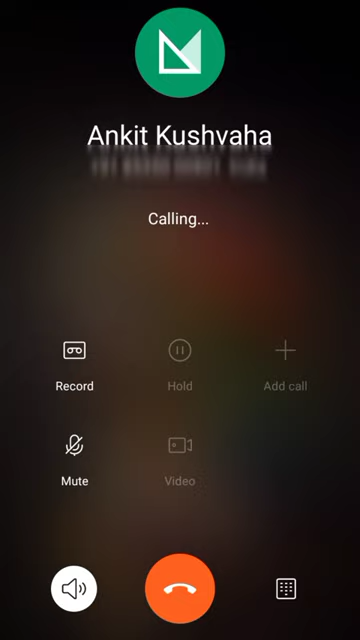 Ankit Kushvaha
Calling...
Record
Hold
Add call
Mute
Video